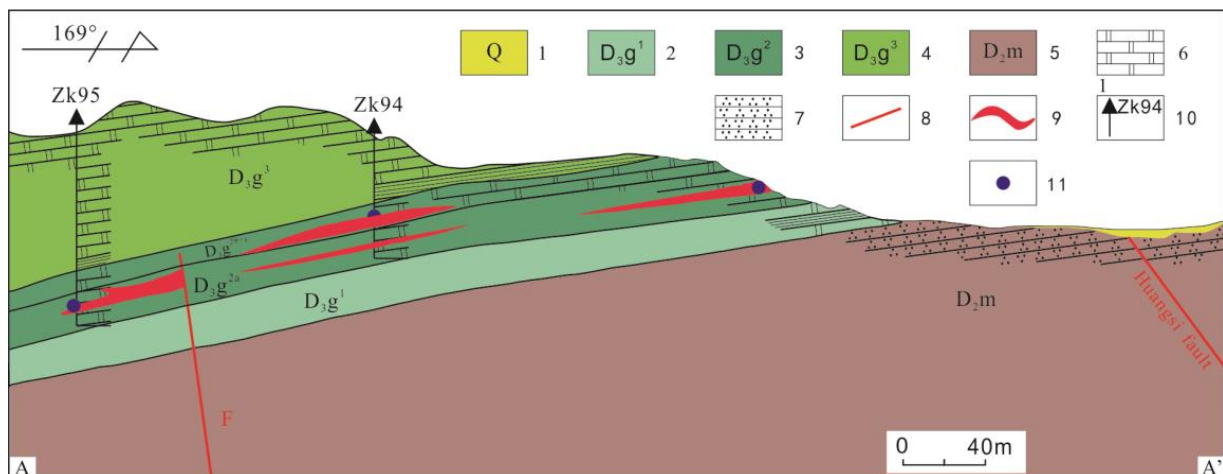 169°
Q 1
D₃g¹ 2
D₃g² 3
D₃g³ 4
D₂m 5
6
7
8
9
1
Zk94 10
11
Zk95
Zk94
D₃g³
D₃g²ᵃ
D₃g¹
D₂m
Huangsi fault
F
0 40m
A
A'